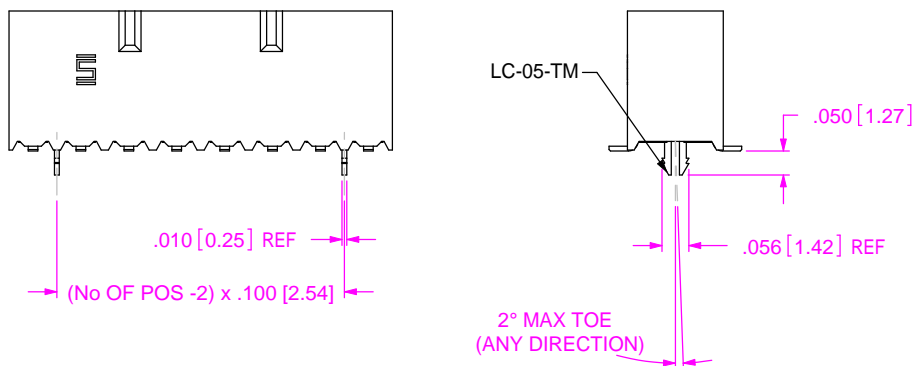 LC-05-TM
.050 [1.27]
.010 [0.25] REF
.056 [1.42] REF
(No OF POS -2) x .100 [2.54]
2° MAX TOE
(ANY DIRECTION)